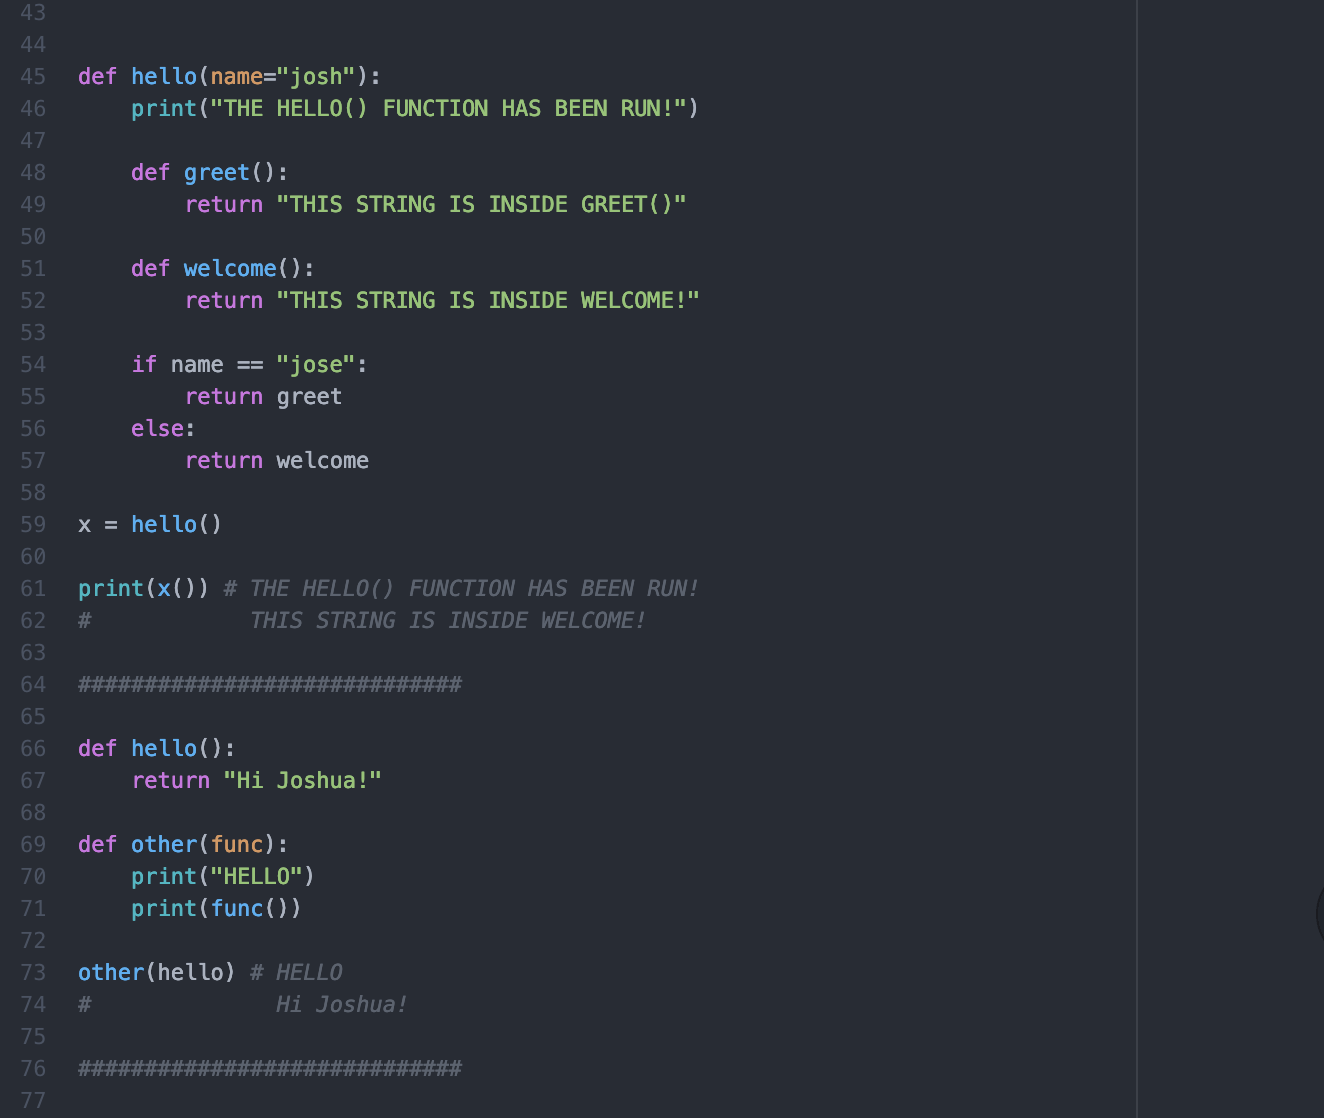 43
44
45 def hello(name="josh"):
46     print("THE HELLO() FUNCTION HAS BEEN RUN!")
47
48     def greet():
49         return "THIS STRING IS INSIDE GREET()"
50
51     def welcome():
52         return "THIS STRING IS INSIDE WELCOME!"
53
54     if name == "jose":
55         return greet
56     else:
57         return welcome
58
59 x = hello()
60
61 print(x()) # THE HELLO() FUNCTION HAS BEEN RUN!
62 #            THIS STRING IS INSIDE WELCOME!
63
64 #############################
65
66 def hello():
67     return "Hi Joshua!"
68
69 def other(func):
70     print("HELLO")
71     print(func())
72
73 other(hello) # HELLO
74 #              Hi Joshua!
75
76 #############################
77